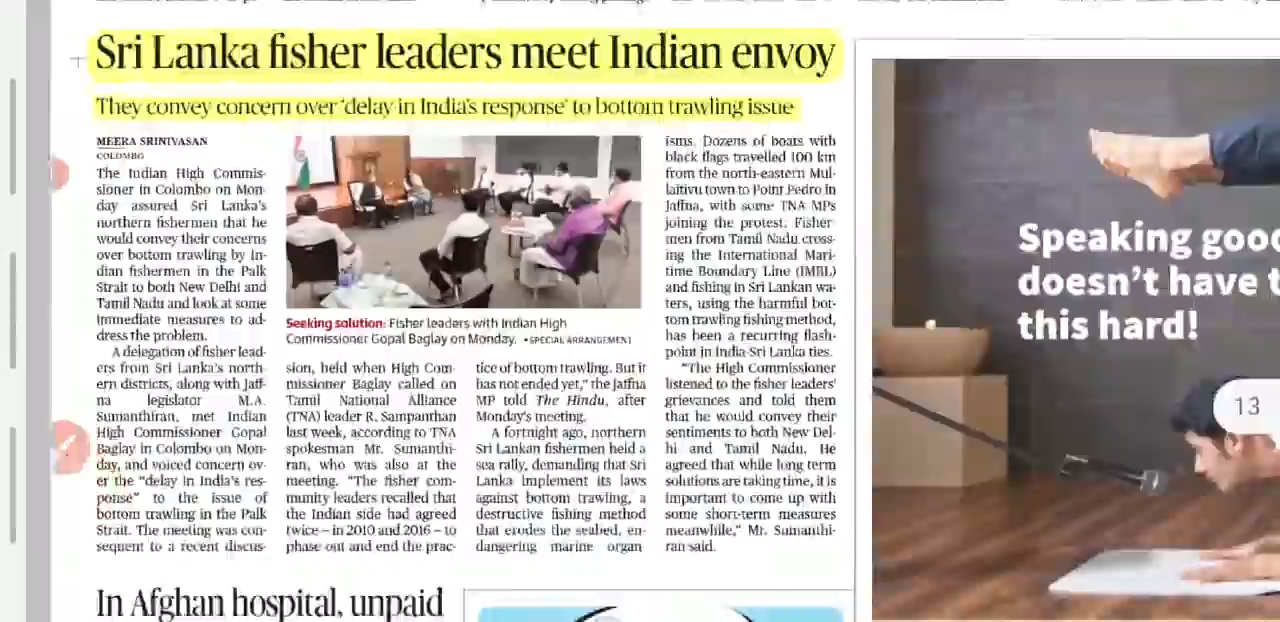 Sri Lanka fisher leaders meet Indian envoy
They convey concern over 'delay in India's response' to bottom trawling issue
MEERA SRINIVASAN
COLOMBO
The Indian High Commis-
sioner in Colombo on Mon-
day assured Sri Lanka's
northern fishermen that he
would convey their concerns
over bottom trawling by In-
dian fishermen in the Palk
Strait to both New Delhi and
Tamil Nadu and look at some
immediate measures to ad-
dress the problem.
A delegation of fisher lead-
ers from Sri Lanka's north-
ern districts, along with Jaff-
na legislator M.A.
Sumanthiran, met Indian
High Commissioner Gopal
Baglay in Colombo on Mon-
day, and voiced concern ov-
er the "delay in India's res-
ponse" to the issue of
bottom trawling in the Palk
Strait. The meeting was con-
sequent to a recent discus-
Seeking solution: Fisher leaders with Indian High
Commissioner Gopal Baglay on Monday. •SPECIAL ARRANGEMENT
sion, held when High Com-
missioner Baglay called on
Tamil National Alliance
(TNA) leader R. Sampanthan
last week, according to TNA
spokesman Mr. Sumanthi-
ran, who was also at the
meeting. "The fisher com-
munity leaders recalled that
the Indian side had agreed
twice – in 2010 and 2016 – to
phase out and end the prac-
tice of bottom trawling. But it
has not ended yet," the Jaffna
MP told The Hindu, after
Monday's meeting.
A fortnight ago, northern
Sri Lankan fishermen held a
sea rally, demanding that Sri
Lanka implement its laws
against bottom trawling, a
destructive fishing method
that erodes the seabed, en-
dangering marine organ
isms. Dozens of boats with
black flags travelled 100 km
from the north-eastern Mul-
laitivu town to Point Pedro in
Jaffna, with some TNA MPs
joining the protest. Fisher-
men from Tamil Nadu cross-
ing the International Mari-
time Boundary Line (IMBL)
and fishing in Sri Lankan wa-
ters, using the harmful bot-
tom trawling fishing method,
has been a recurring flash-
point in India-Sri Lanka ties.
"The High Commissioner
listened to the fisher leaders'
grievances and told them
that he would convey their
sentiments to both New Del-
hi and Tamil Nadu. He
agreed that while long term
solutions are taking time, it is
important to come up with
some short-term measures
meanwhile," Mr. Sumanthi-
ran said.
In Afghan hospital, unpaid
Speaking good
doesn't have t
this hard!
13